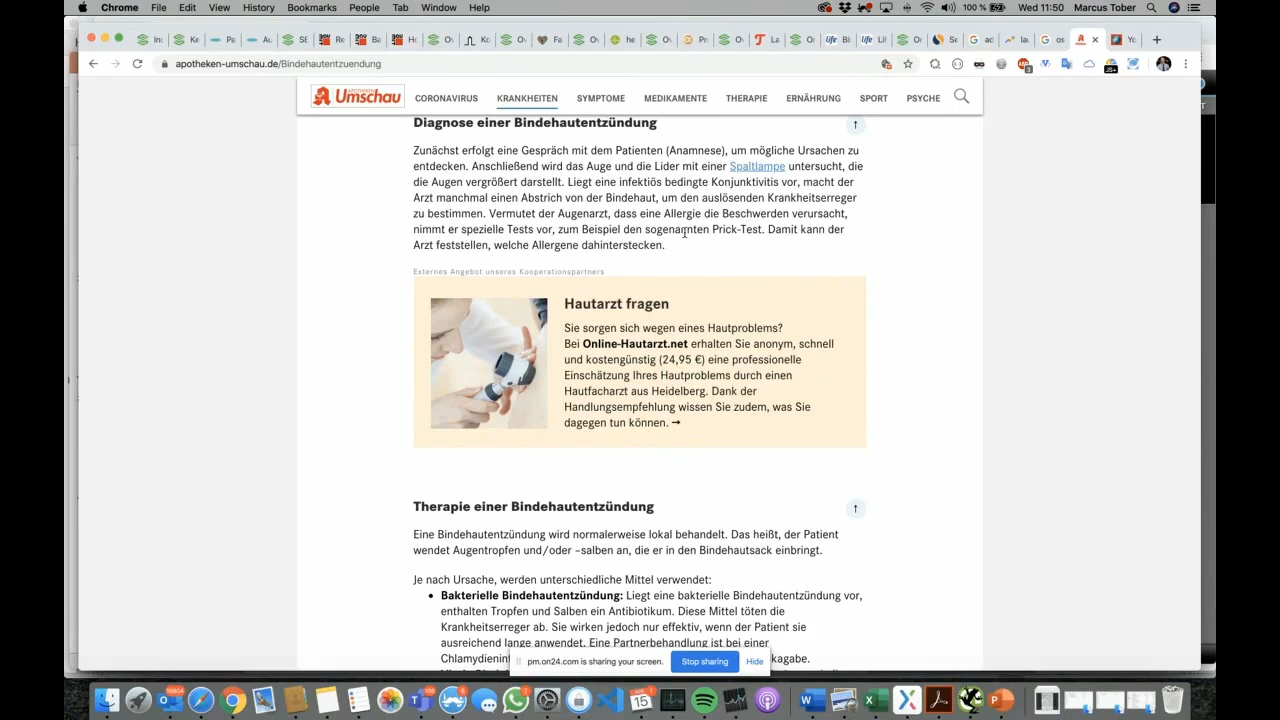 Chrome File Edit View History Bookmarks People Tab Window Help 100 % Wed 11:50 Marcus Tober
apotheken-umschau.de/Bindehautentzuendung
APOTHEKEN
Umschau CORONAVIRUS KRANKHEITEN SYMPTOME MEDIKAMENTE THERAPIE ERNÄHRUNG SPORT PSYCHE
Diagnose einer Bindehautentzündung ↑
Zunächst erfolgt eine Gespräch mit dem Patienten (Anamnese), um mögliche Ursachen zu
entdecken. Anschließend wird das Auge und die Lider mit einer Spaltlampe untersucht, die
die Augen vergrößert darstellt. Liegt eine infektiös bedingte Konjunktivitis vor, macht der
Arzt manchmal einen Abstrich von der Bindehaut, um den auslösenden Krankheitserreger
zu bestimmen. Vermutet der Augenarzt, dass eine Allergie die Beschwerden verursacht,
nimmt er spezielle Tests vor, zum Beispiel den sogenannten Prick-Test. Damit kann der
Arzt feststellen, welche Allergene dahinterstecken.
Externes Angebot unseres Kooperationspartners
Hautarzt fragen
Sie sorgen sich wegen eines Hautproblems?
Bei Online-Hautarzt.net erhalten Sie anonym, schnell
und kostengünstig (24,95 €) eine professionelle
Einschätzung Ihres Hautproblems durch einen
Hautfacharzt aus Heidelberg. Dank der
Handlungsempfehlung wissen Sie zudem, was Sie
dagegen tun können. →
Therapie einer Bindehautentzündung ↑
Eine Bindehautentzündung wird normalerweise lokal behandelt. Das heißt, der Patient
wendet Augentropfen und/oder –salben an, die er in den Bindehautsack einbringt.
Je nach Ursache, werden unterschiedliche Mittel verwendet:
• Bakterielle Bindehautentzündung: Liegt eine bakterielle Bindehautentzündung vor,
enthalten Tropfen und Salben ein Antibiotikum. Diese Mittel töten die
Krankheitserreger ab. Sie wirken jedoch nur effektiv, wenn der Patient sie
ausreichend lange anwendet. Eine Partnerbehandlung ist bei einer
pm.on24.com is sharing your screen. Stop sharing Hide